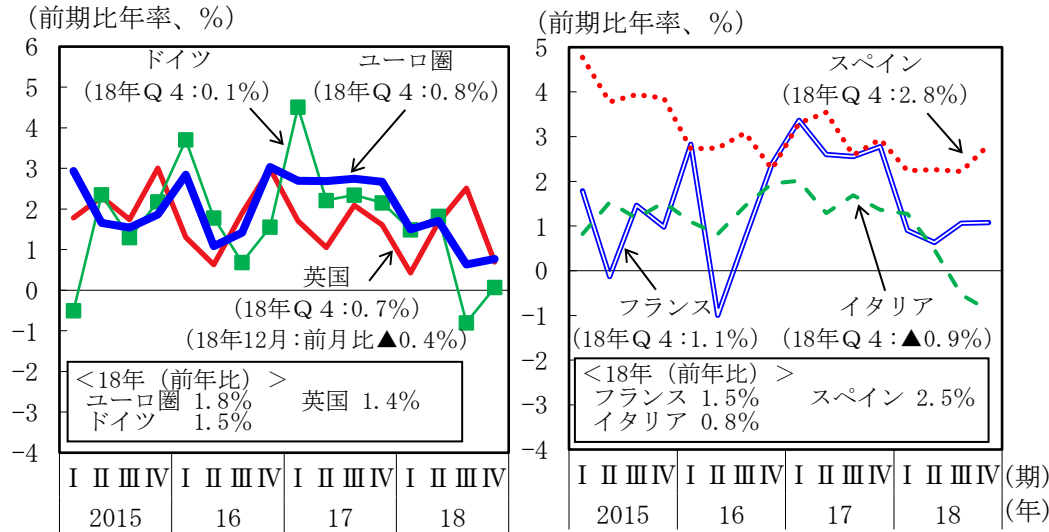 (前期比年率、%)
6
5
4
3
2
1
0
−1
−2
−3
−4
ドイツ
(18年Q4:0.1%)
ユーロ圏
(18年Q4:0.8%)
英国
(18年Q4:0.7%)
(18年12月:前月比▲0.4%)
<18年(前年比)>
ユーロ圏 1.8% 英国 1.4%
ドイツ 1.5%
Ⅰ Ⅱ Ⅲ Ⅳ Ⅰ Ⅱ Ⅲ Ⅳ Ⅰ Ⅱ Ⅲ Ⅳ Ⅰ Ⅱ Ⅲ Ⅳ
2015 16 17 18
(前期比年率、%)
5
4
3
2
1
0
−1
−2
−3
−4
スペイン
(18年Q4:2.8%)
フランス
(18年Q4:1.1%)
イタリア
(18年Q4:▲0.9%)
<18年(前年比)>
フランス 1.5% スペイン 2.5%
イタリア 0.8%
Ⅰ Ⅱ Ⅲ Ⅳ Ⅰ Ⅱ Ⅲ Ⅳ Ⅰ Ⅱ Ⅲ Ⅳ Ⅰ Ⅱ Ⅲ Ⅳ (期)
2015 16 17 18 (年)